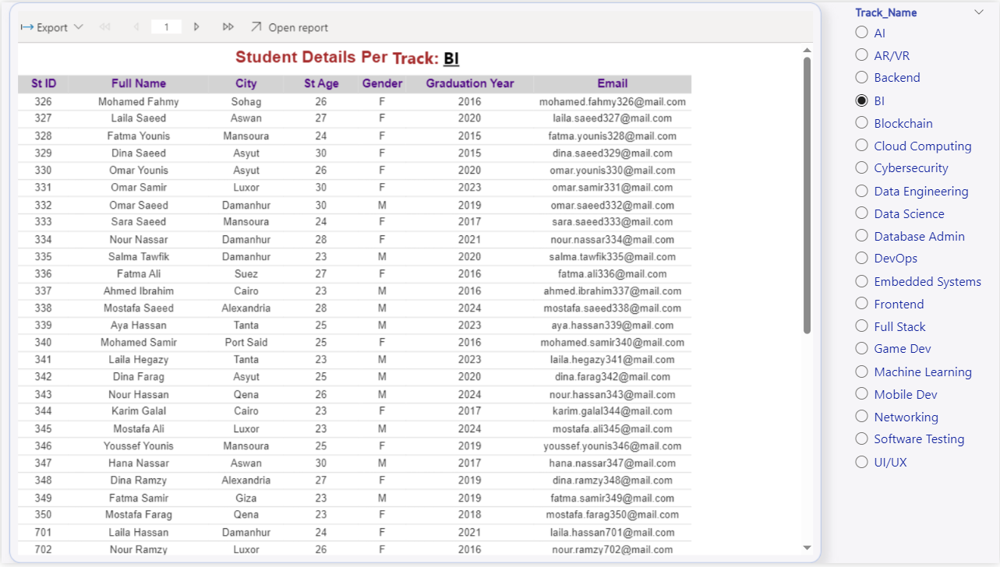 Export 1 Open report
Student Details Per Track: BI
St ID Full Name City St Age Gender Graduation Year Email
326 Mohamed Fahmy Sohag 26 F 2016 mohamed.fahmy326@mail.com
327 Laila Saeed Aswan 27 F 2020 laila.saeed327@mail.com
328 Fatma Younis Mansoura 24 F 2015 fatma.younis328@mail.com
329 Dina Saeed Asyut 30 F 2015 dina.saeed329@mail.com
330 Omar Younis Asyut 26 F 2020 omar.younis330@mail.com
331 Omar Samir Luxor 30 F 2023 omar.samir331@mail.com
332 Omar Saeed Damanhur 30 M 2019 omar.saeed332@mail.com
333 Sara Saeed Mansoura 24 F 2017 sara.saeed333@mail.com
334 Nour Nassar Damanhur 28 F 2021 nour.nassar334@mail.com
335 Salma Tawfik Damanhur 23 M 2020 salma.tawfik335@mail.com
336 Fatma Ali Suez 27 F 2016 fatma.ali336@mail.com
337 Ahmed Ibrahim Cairo 23 M 2016 ahmed.ibrahim337@mail.com
338 Mostafa Saeed Alexandria 28 M 2024 mostafa.saeed338@mail.com
339 Aya Hassan Tanta 25 M 2023 aya.hassan339@mail.com
340 Mohamed Samir Port Said 25 F 2016 mohamed.samir340@mail.com
341 Laila Hegazy Tanta 23 M 2023 laila.hegazy341@mail.com
342 Dina Farag Asyut 25 M 2020 dina.farag342@mail.com
343 Nour Hassan Qena 26 M 2024 nour.hassan343@mail.com
344 Karim Galal Cairo 23 F 2017 karim.galal344@mail.com
345 Mostafa Ali Luxor 23 M 2024 mostafa.ali345@mail.com
346 Youssef Younis Mansoura 25 F 2019 youssef.younis346@mail.com
347 Hana Nassar Aswan 30 M 2017 hana.nassar347@mail.com
348 Dina Ramzy Alexandria 27 F 2019 dina.ramzy348@mail.com
349 Fatma Samir Giza 23 M 2019 fatma.samir349@mail.com
350 Mostafa Farag Qena 23 F 2018 mostafa.farag350@mail.com
701 Laila Hassan Damanhur 24 F 2021 laila.hassan701@mail.com
702 Nour Ramzy Luxor 26 F 2016 nour.ramzy702@mail.com
Track_Name
AI
AR/VR
Backend
BI
Blockchain
Cloud Computing
Cybersecurity
Data Engineering
Data Science
Database Admin
DevOps
Embedded Systems
Frontend
Full Stack
Game Dev
Machine Learning
Mobile Dev
Networking
Software Testing
UI/UX